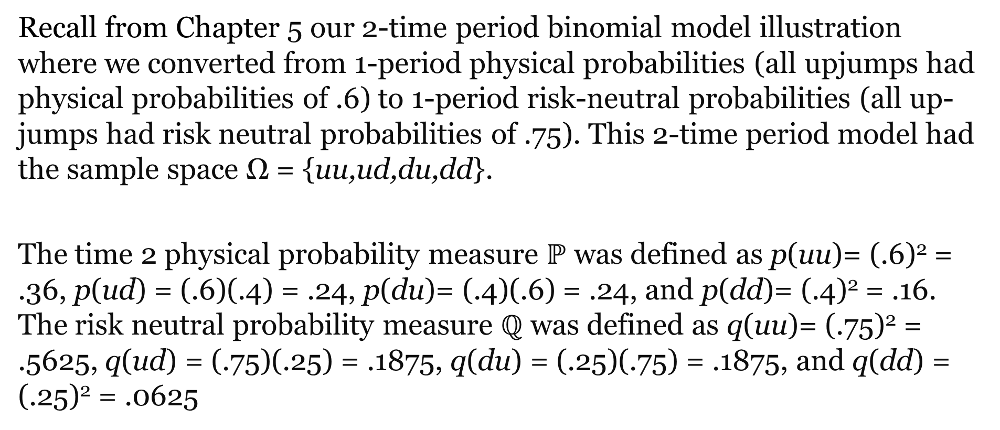 Recall from Chapter 5 our 2-time period binomial model illustration
where we converted from 1-period physical probabilities (all upjumps had
physical probabilities of .6) to 1-period risk-neutral probabilities (all up-
jumps had risk neutral probabilities of .75). This 2-time period model had
the sample space Ω = {uu,ud,du,dd}.
The time 2 physical probability measure ℙ was defined as p(uu)= (.6)² =
.36, p(ud) = (.6)(.4) = .24, p(du)= (.4)(.6) = .24, and p(dd)= (.4)² = .16.
The risk neutral probability measure ℚ was defined as q(uu)= (.75)² =
.5625, q(ud) = (.75)(.25) = .1875, q(du) = (.25)(.75) = .1875, and q(dd) =
(.25)² = .0625